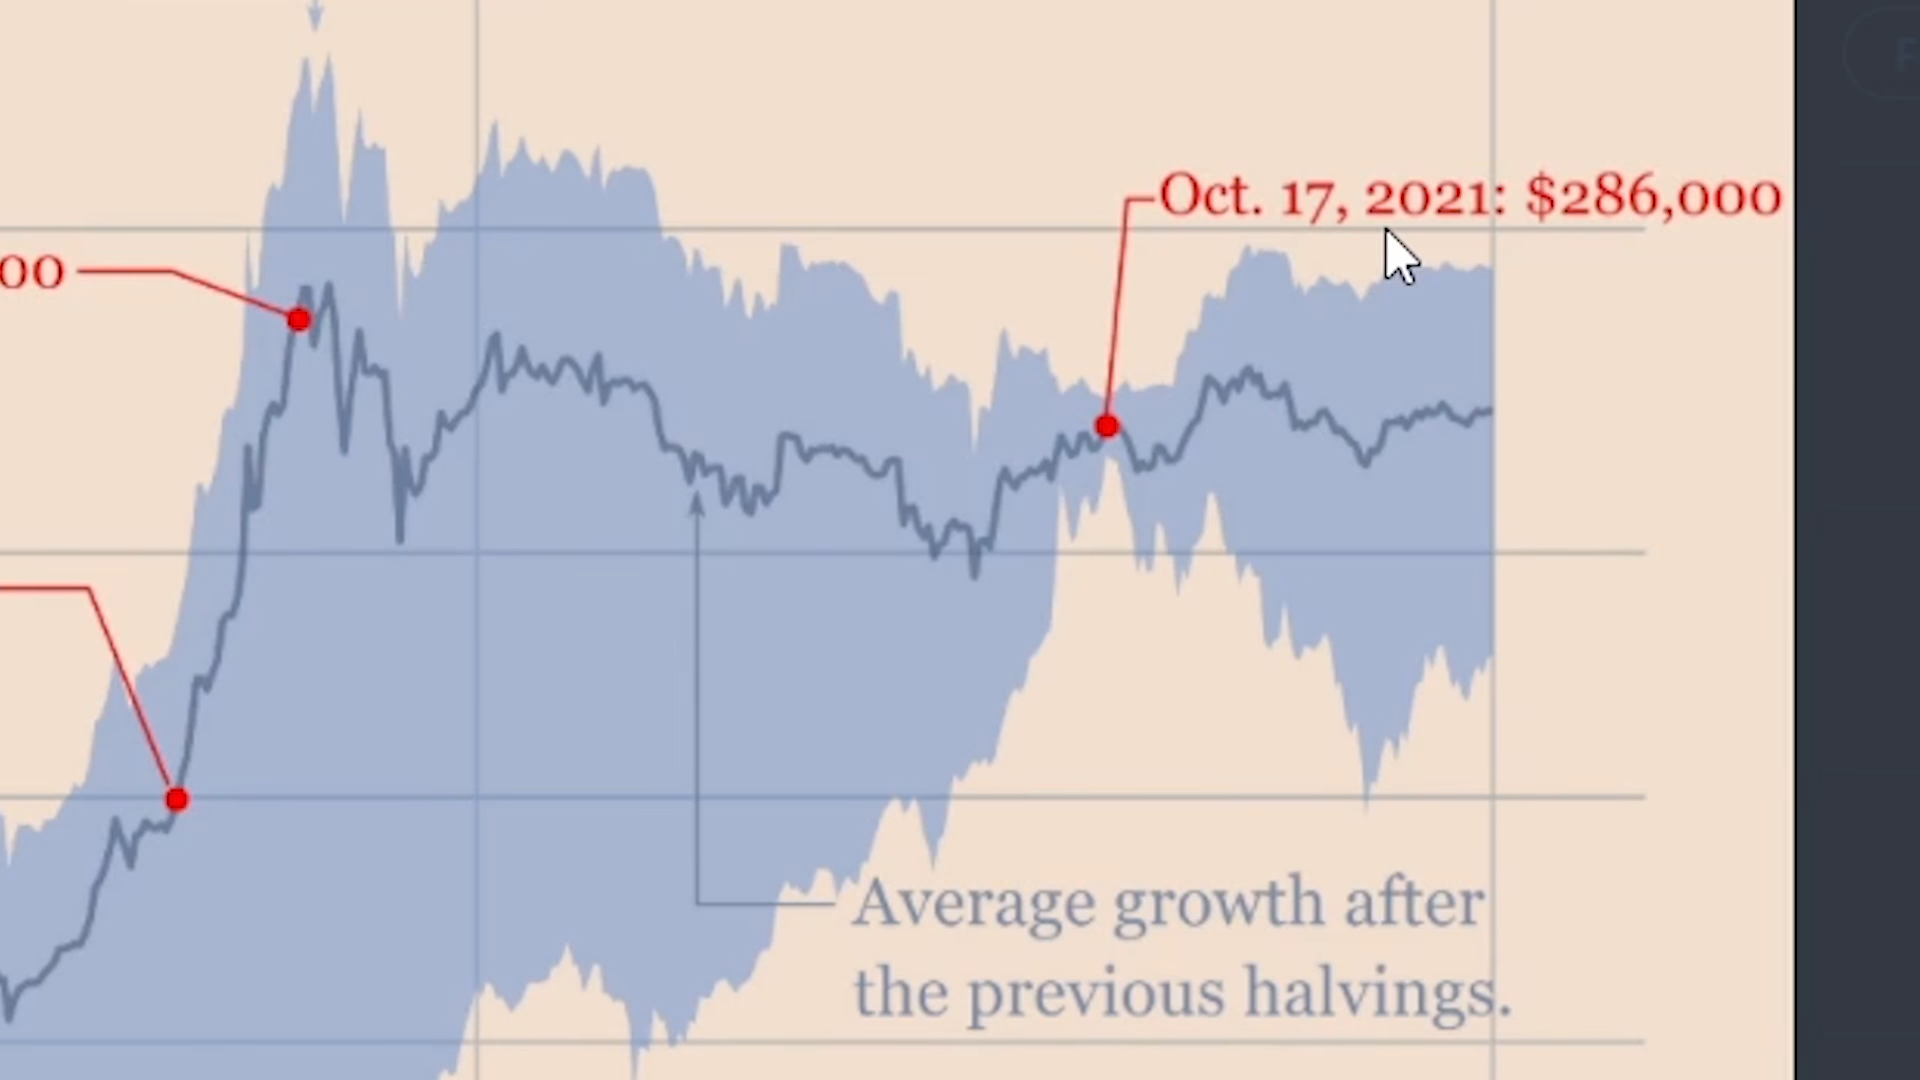 Oct. 17, 2021: $286,000
00
Average growth after
the previous halvings.